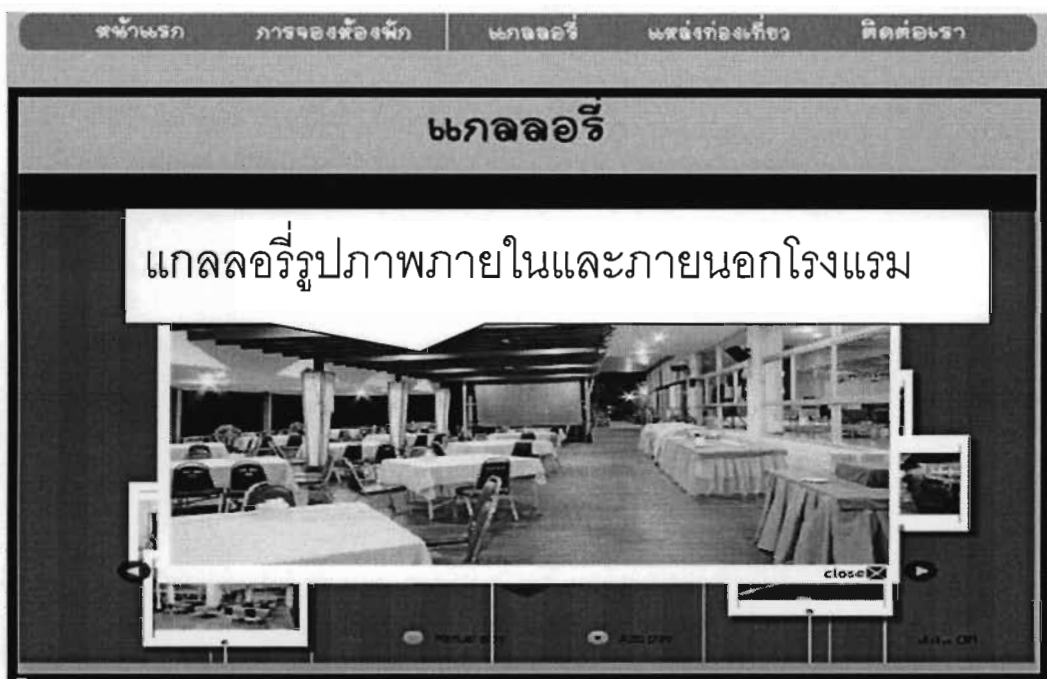 หน้าแรก การจองห้องพัก แกลลอรี่ แหล่งท่องเที่ยว ติดต่อเรา
แกลลอรี่
แกลลอรี่รูปภาพภายในและภายนอกโรงแรม
close
Manual play Auto play